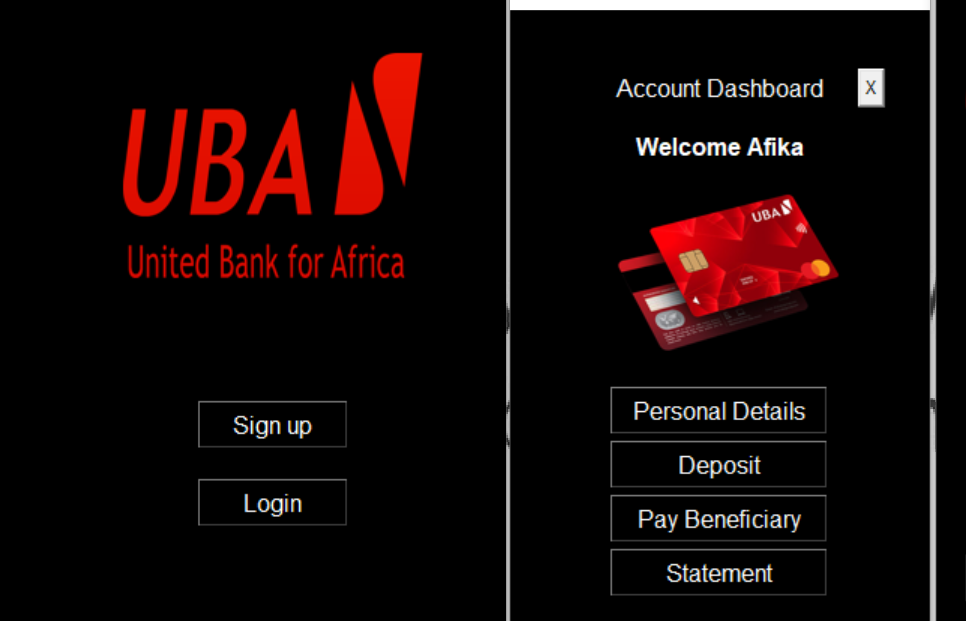 UBA
United Bank for Africa
Sign up
Login
Account Dashboard
X
Welcome Afika
UBA
Personal Details
Deposit
Pay Beneficiary
Statement